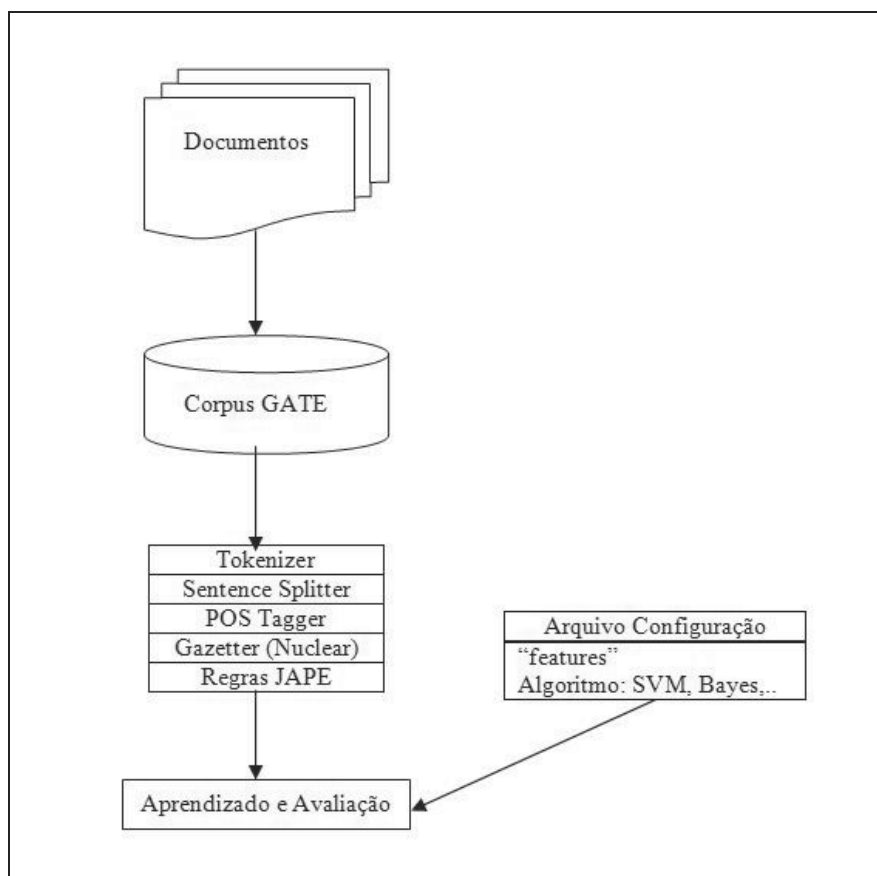 Documentos
Corpus GATE
Tokenizer
Sentence Splitter
POS Tagger
Gazetter (Nuclear)
Regras JAPE
Arquivo Configuração
“features”
Algoritmo: SVM, Bayes,..
Aprendizado e Avaliação